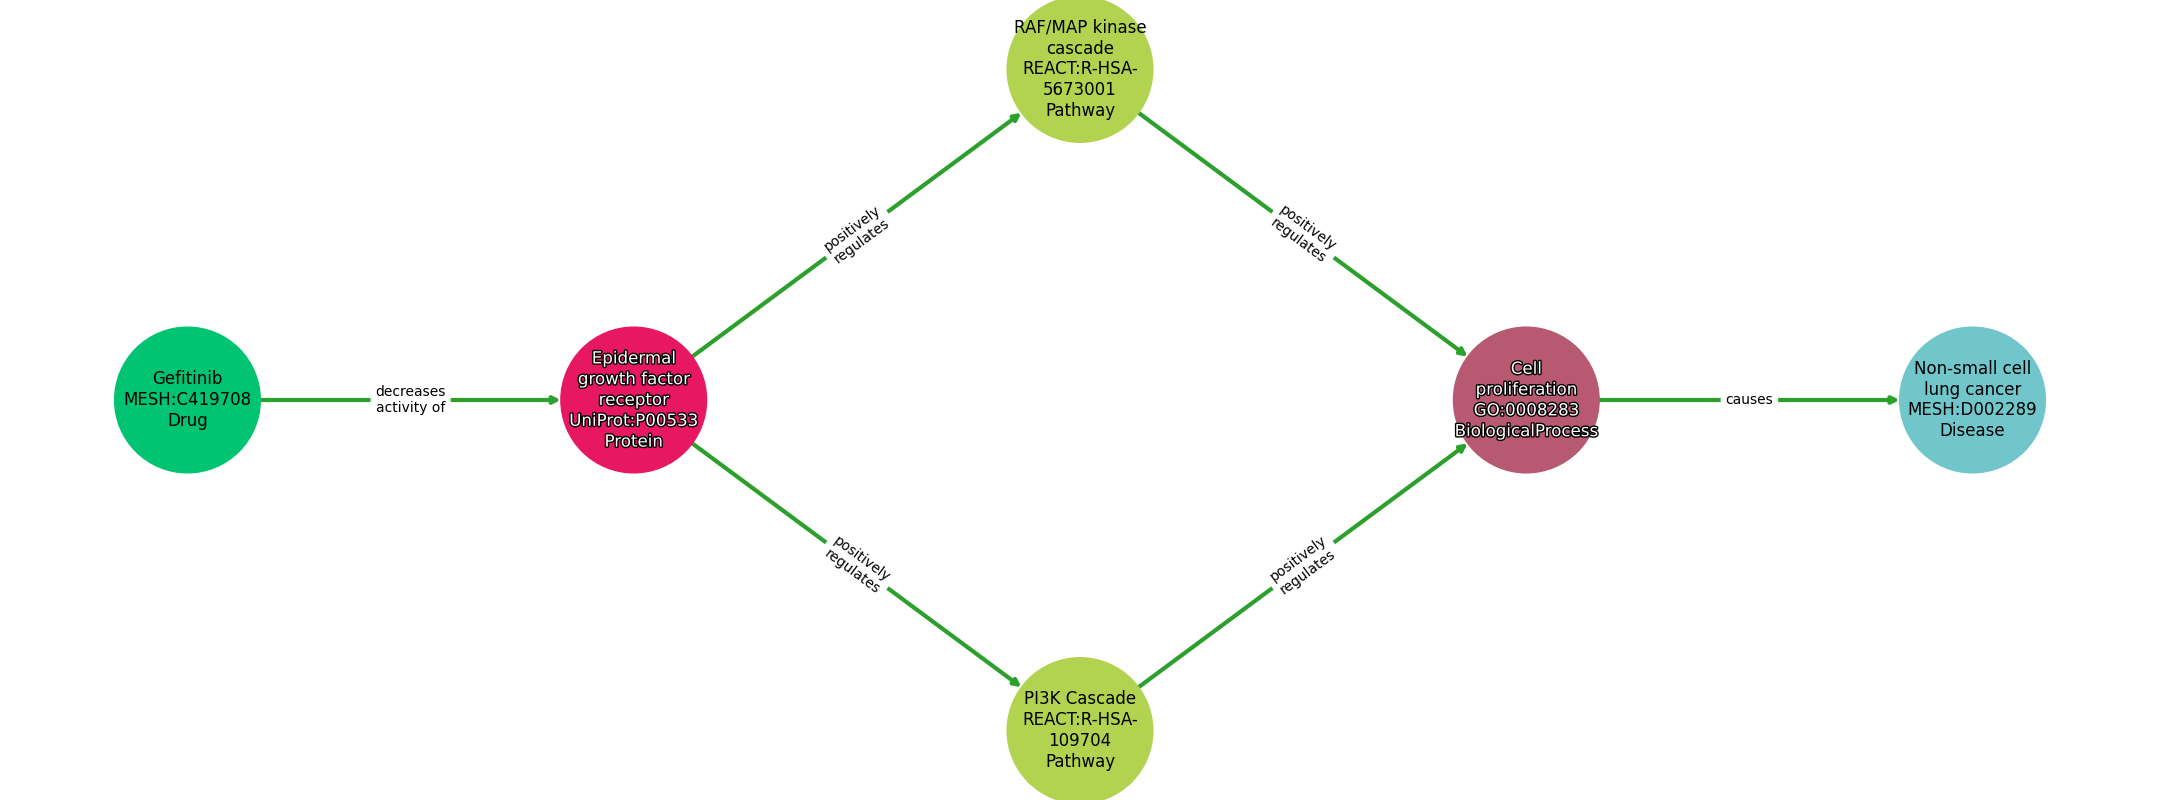 RAF/MAP kinase
cascade
REACT:R-HSA-
5673001
Pathway
positively
regulates
positively
regulates
Gefitinib
MESH:C419708
Drug
decreases
activity of
Epidermal
growth factor
receptor
UniProt:P00533
Protein
Cell
proliferation
GO:0008283
BiologicalProcess
causes
Non-small cell
lung cancer
MESH:D002289
Disease
positively
regulates
positively
regulates
PI3K Cascade
REACT:R-HSA-
109704
Pathway